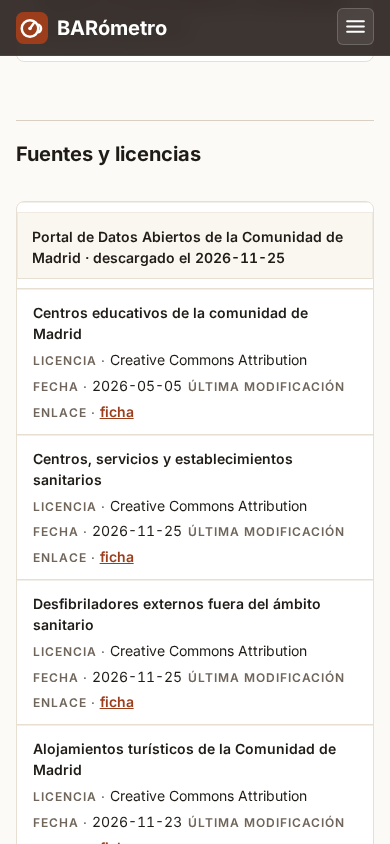 BARómetro
Fuentes y licencias
Portal de Datos Abiertos de la Comunidad de
Madrid · descargado el 2026-11-25
Centros educativos de la comunidad de
Madrid
LICENCIA · Creative Commons Attribution
FECHA · 2026-05-05 ÚLTIMA MODIFICACIÓN
ENLACE · ficha
Centros, servicios y establecimientos
sanitarios
LICENCIA · Creative Commons Attribution
FECHA · 2026-11-25 ÚLTIMA MODIFICACIÓN
ENLACE · ficha
Desfibriladores externos fuera del ámbito
sanitario
LICENCIA · Creative Commons Attribution
FECHA · 2026-11-25 ÚLTIMA MODIFICACIÓN
ENLACE · ficha
Alojamientos turísticos de la Comunidad de
Madrid
LICENCIA · Creative Commons Attribution
FECHA · 2026-11-23 ÚLTIMA MODIFICACIÓN